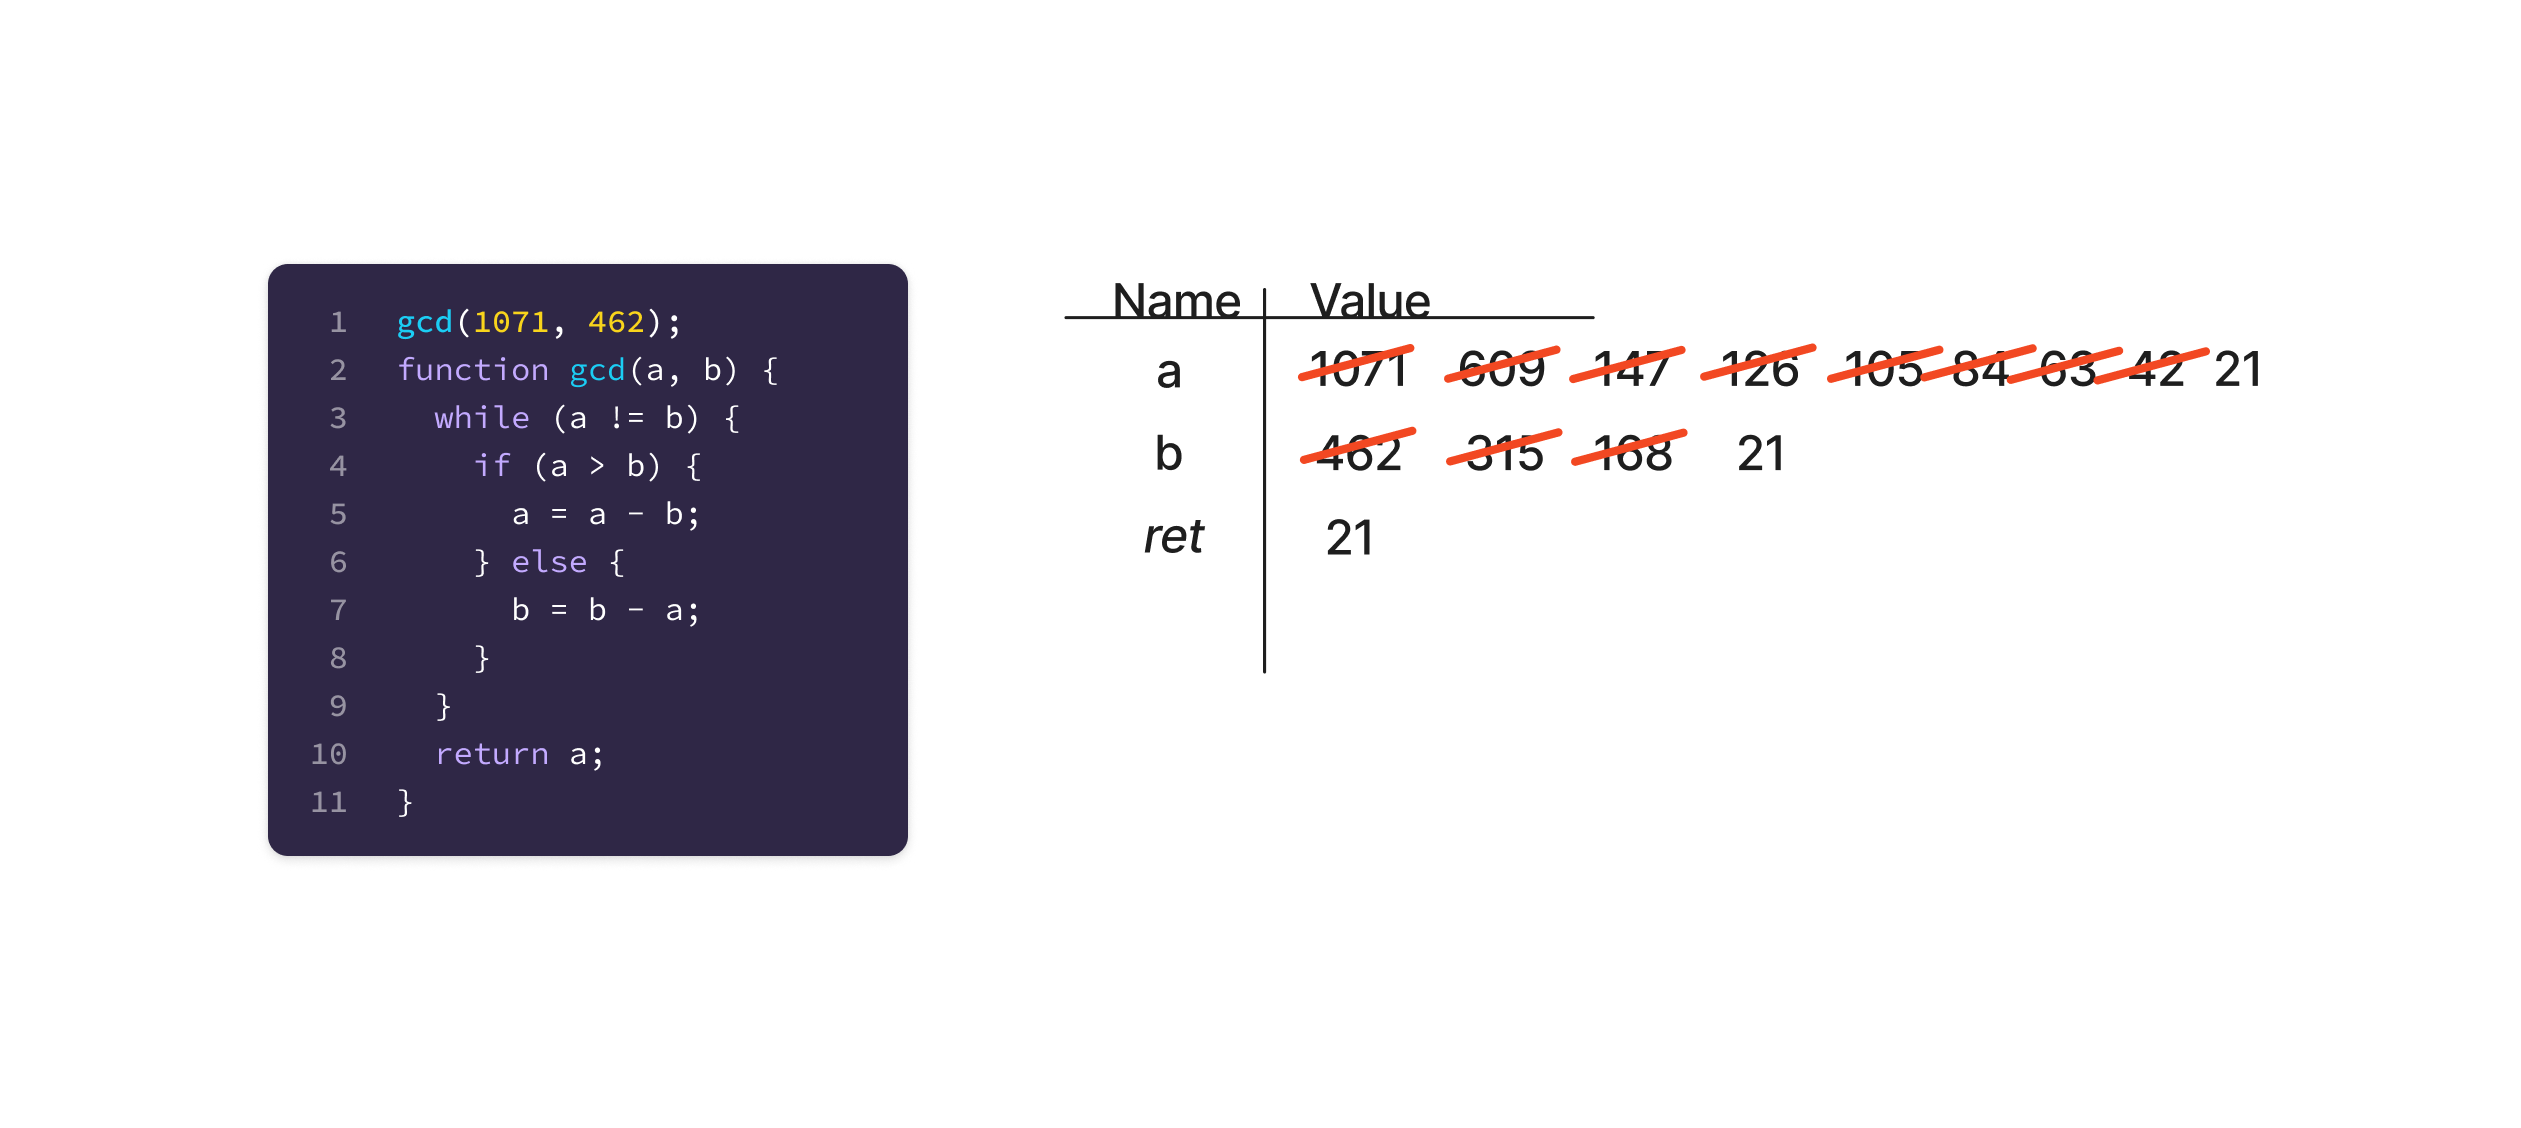 1 gcd(1071, 462);
2 function gcd(a, b) {
3 while (a != b) {
4 if (a > b) {
5 a = a - b;
6 } else {
7 b = b - a;
8 }
9 }
10 return a;
11 }
Name Value
a 1071 609 147 126 105 84 63 42 21
b 462 315 168 21
ret 21